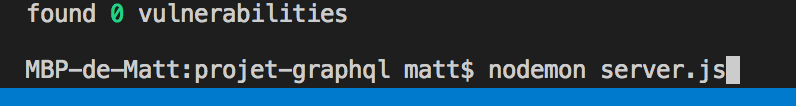 found 0 vulnerabilities
MBP-de-Matt:projet-graphql matt$ nodemon server.js